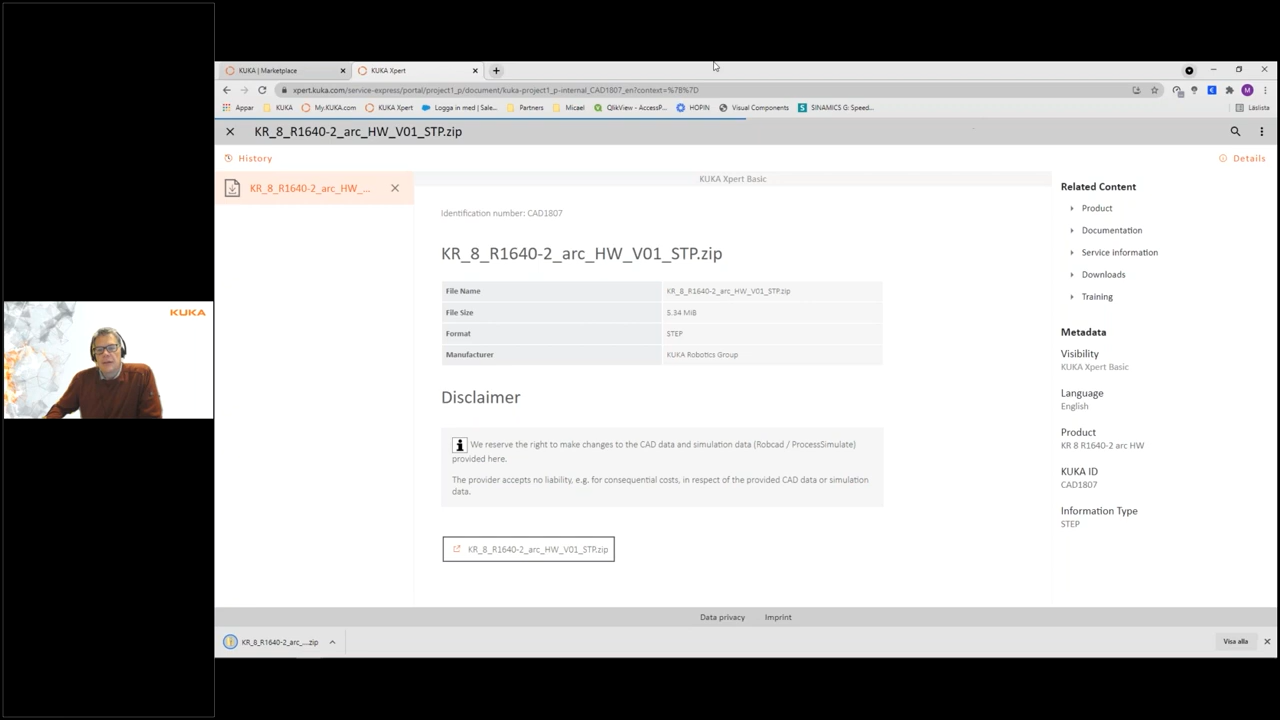 KUKA | Marketplace
KUKA Xpert
xpert.kuka.com/service-express/portal/project1_p/document/kuka-project1_p-internal_CAD1807_en?context=%7B%7D
Appar
KUKA
My.KUKA.com
KUKA Xpert
Logga in med | Sale...
Partners
Micael
QlikView - AccessP...
HOPIN
Visual Components
SINAMICS G: Speed...
Läslista
KR_8_R1640-2_arc_HW_V01_STP.zip
History
Details
KR_8_R1640-2_arc_HW_...
KUKA Xpert Basic
Identification number: CAD1807
KR_8_R1640-2_arc_HW_V01_STP.zip
File Name KR_8_R1640-2_arc_HW_V01_STP.zip
File Size 5.34 MiB
Format STEP
Manufacturer KUKA Robotics Group
Disclaimer
We reserve the right to make changes to the CAD data and simulation data (Robcad / ProcessSimulate)
provided here.
The provider accepts no liability, e.g. for consequential costs, in respect of the provided CAD data or simulation
data.
KR_8_R1640-2_arc_HW_V01_STP.zip
Related Content
Product
Documentation
Service information
Downloads
Training
Metadata
Visibility
KUKA Xpert Basic
Language
English
Product
KR 8 R1640-2 arc HW
KUKA ID
CAD1807
Information Type
STEP
KUKA
Data privacy
Imprint
KR_8_R1640-2_arc_....zip
Visa alla